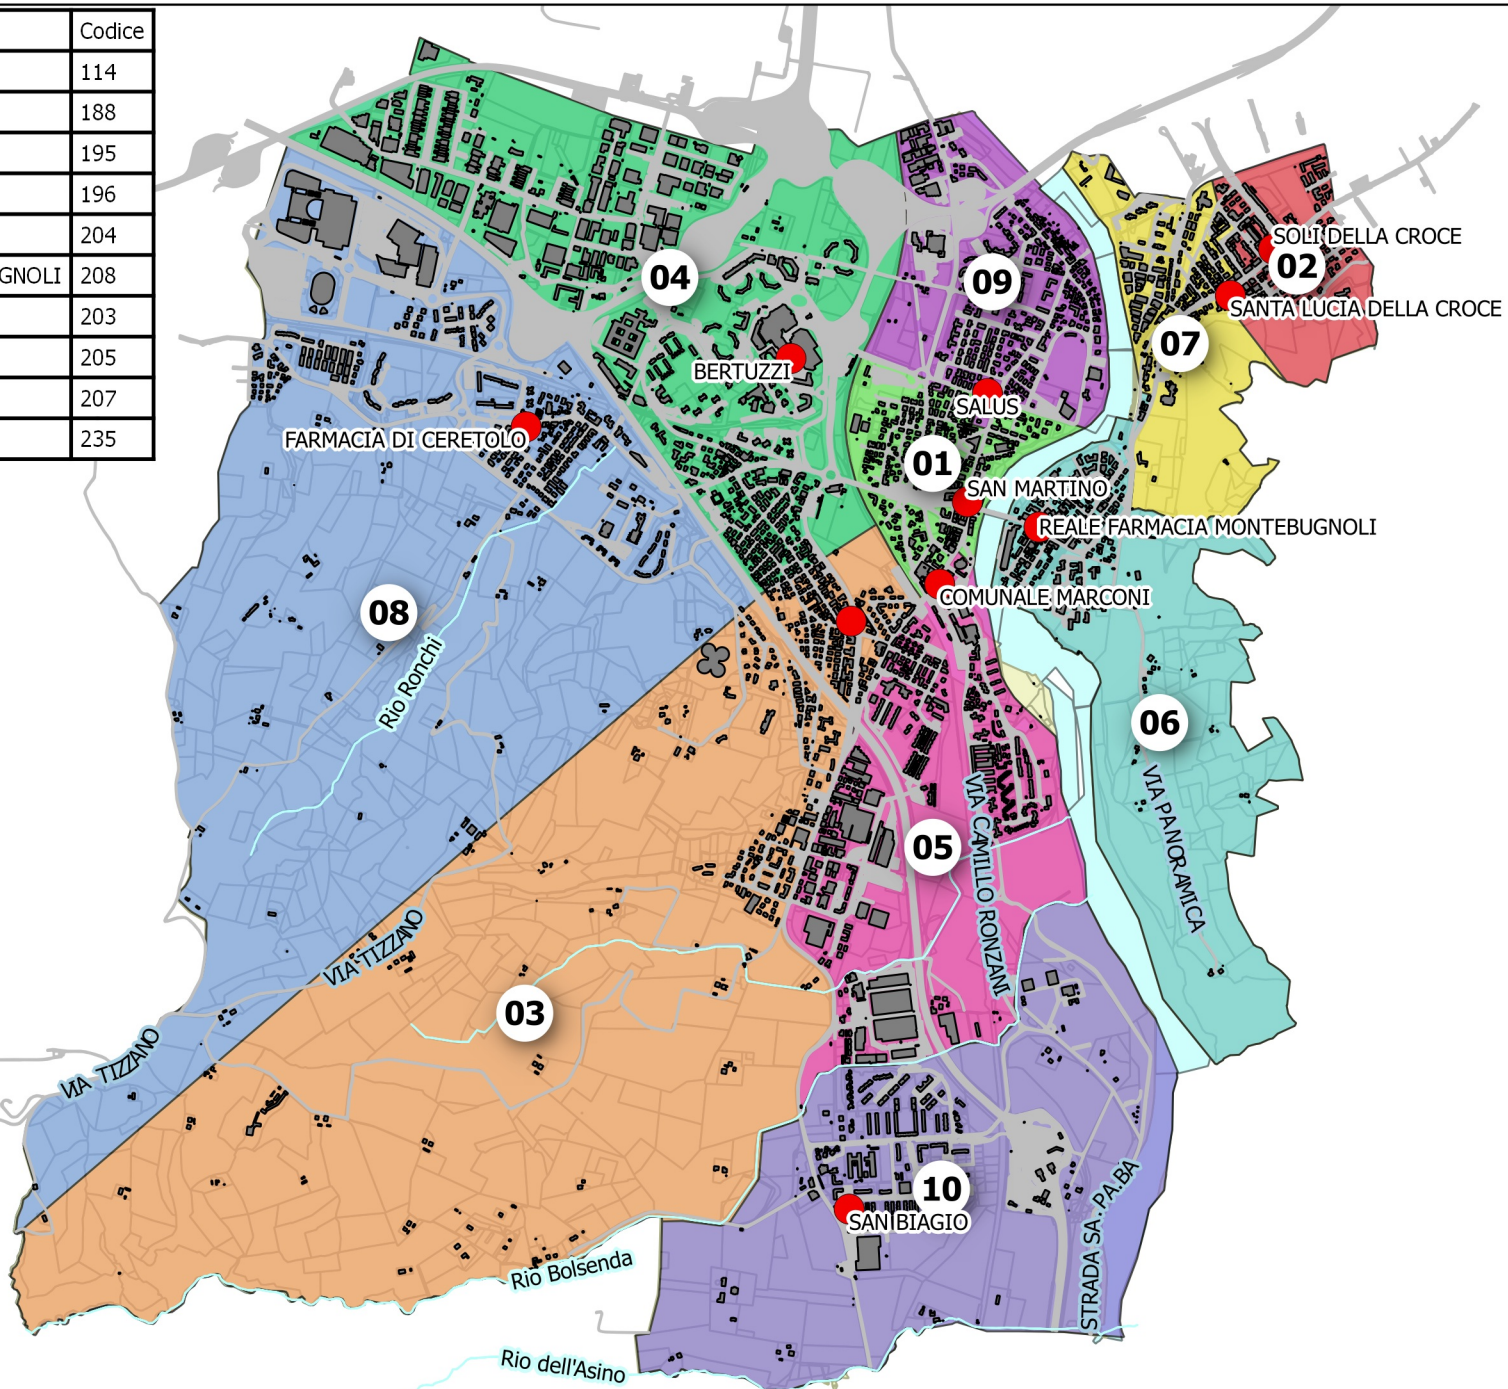 Codice
114
188
195
196
204
GNOLI 208
203
205
207
235
SOLI DELLA CROCE
02
04
09
SANTA LUCIA DELLA CROCE
07
BERTUZZI
SALUS
FARMACIA DI CERETOLO
01
SAN MARTINO
REALE FARMACIA MONTEBUGNOLI
COMUNALE MARCONI
08
Rio Ronchi
06
VIA PANORAMICA
VIA CAMILLO RONZANI
05
VIA TIZZANO
03
VIA TIZZANO
10
SAN BIAGIO
STRADA SA. PA.BA
Rio Bolsenda
Rio dell'Asino